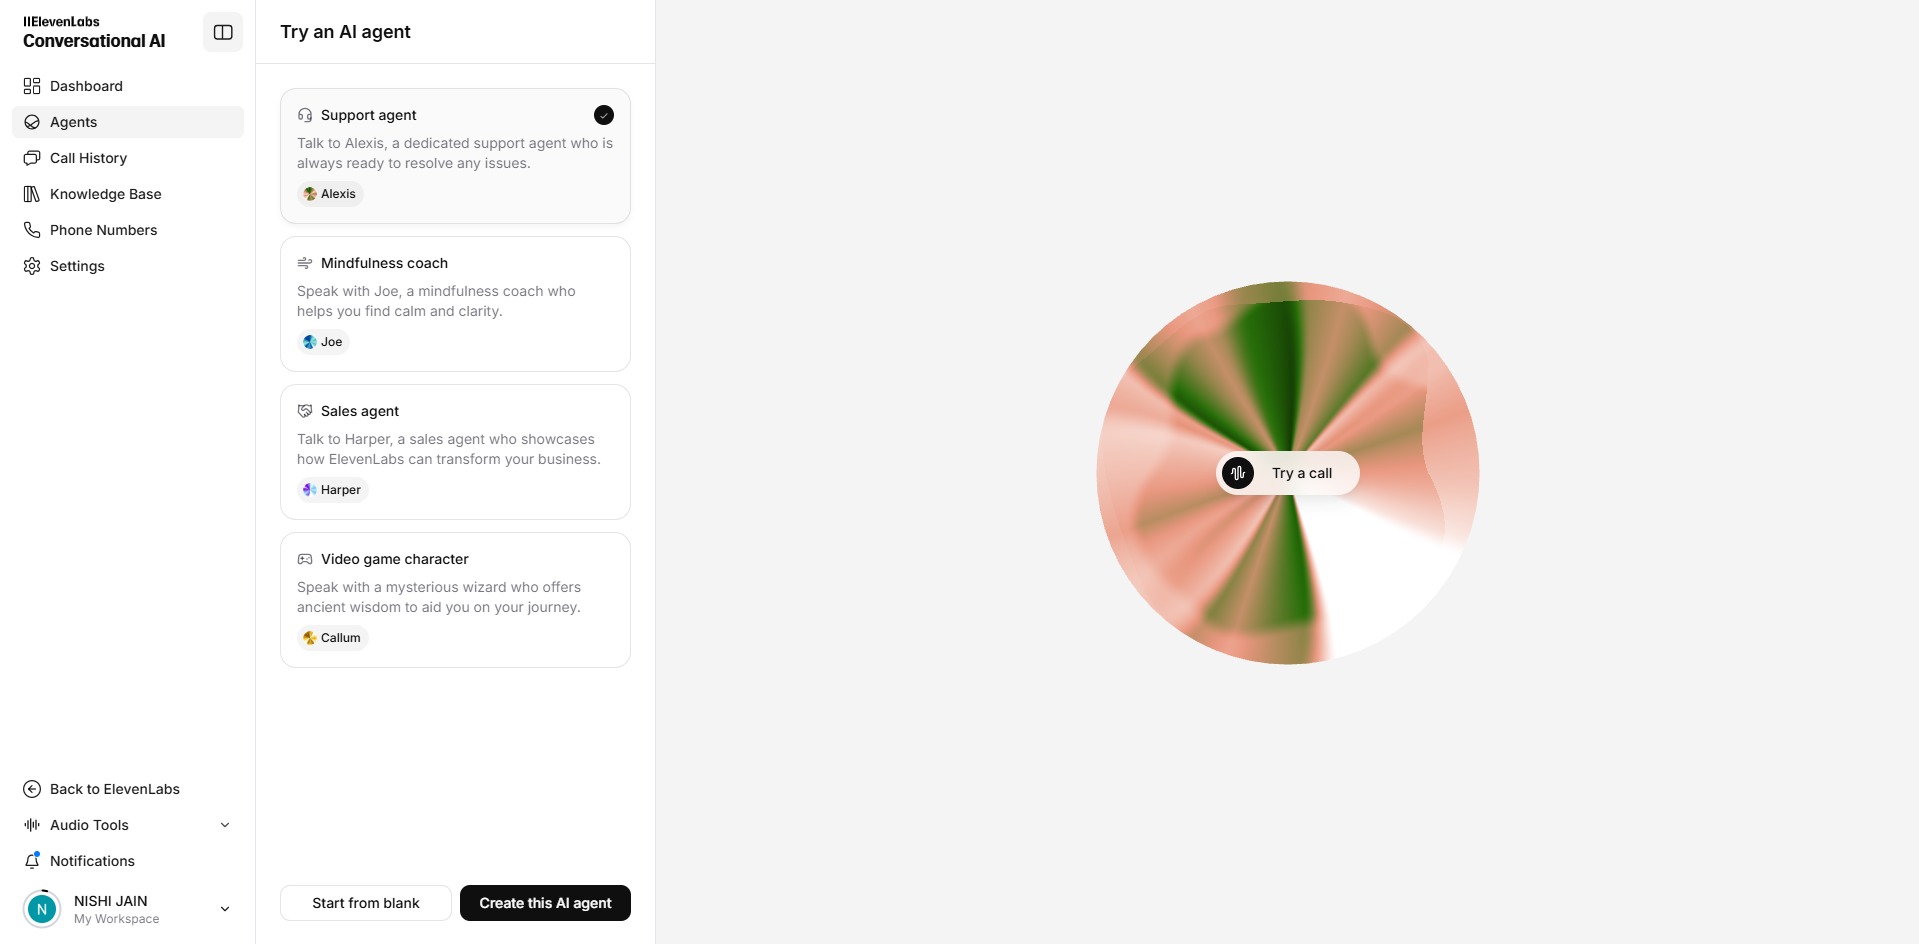 IIElevenLabs
Conversational AI
Dashboard
Agents
Call History
Knowledge Base
Phone Numbers
Settings
Back to ElevenLabs
Audio Tools
Notifications
N
NISHI JAIN
My Workspace
Try an AI agent
Support agent
Talk to Alexis, a dedicated support agent who is
always ready to resolve any issues.
Alexis
Mindfulness coach
Speak with Joe, a mindfulness coach who
helps you find calm and clarity.
Joe
Sales agent
Talk to Harper, a sales agent who showcases
how ElevenLabs can transform your business.
Harper
Video game character
Speak with a mysterious wizard who offers
ancient wisdom to aid you on your journey.
Callum
Start from blank
Create this AI agent
Try a call